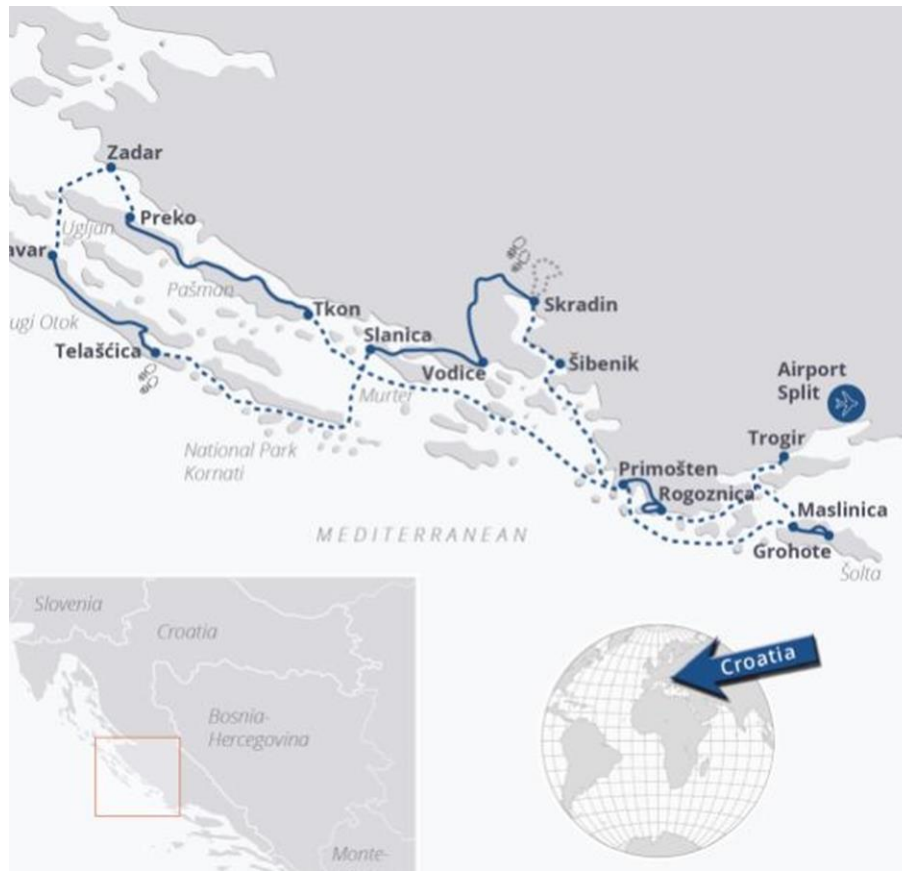 Zadar
Preko
Ugljan
avar
Pašman
Tkon
ugi Otok
Telašćica
Slanica
Vodice
Murter
Skradin
Šibenik
Airport
Split
Trogir
National Park
Kornati
Primošten
Rogoznica
Maslinica
Grohote
Šolta
MEDITERRANEAN
Slovenia
Croatia
Bosnia-
Hercegovina
Monte-
Croatia